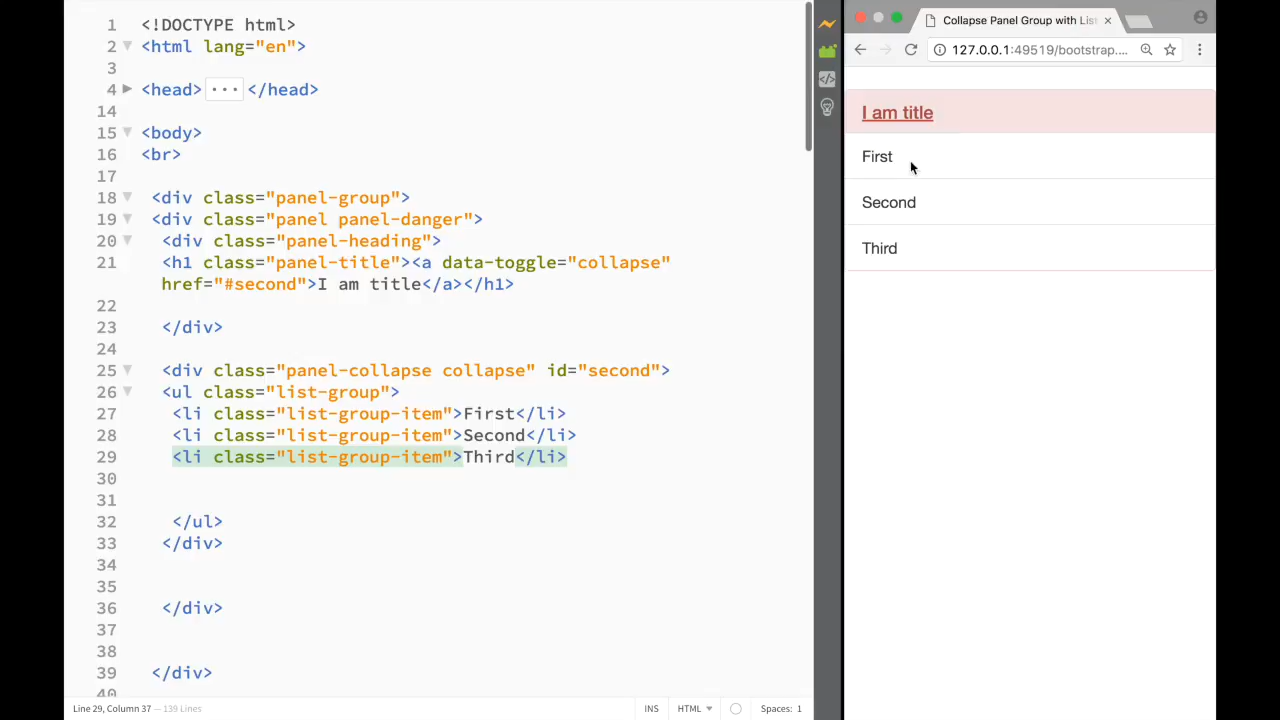 1 <!DOCTYPE html>
2 <html lang="en">
3
4 <head> ··· </head>
14
15 <body>
16 <br>
17
18 <div class="panel-group">
19 <div class="panel panel-danger">
20 <div class="panel-heading">
21 <h1 class="panel-title"><a data-toggle="collapse"
href="#second">I am title</a></h1>
22
23 </div>
24
25 <div class="panel-collapse collapse" id="second">
26 <ul class="list-group">
27 <li class="list-group-item">First</li>
28 <li class="list-group-item">Second</li>
29 <li class="list-group-item">Third</li>
30
31
32 </ul>
33 </div>
34
35
36 </div>
37
38
39 </div>
40
Line 29, Column 37 — 139 Lines
INS
HTML
Spaces: 1
Collapse Panel Group with List
127.0.0.1:49519/bootstrap....
I am title
First
Second
Third